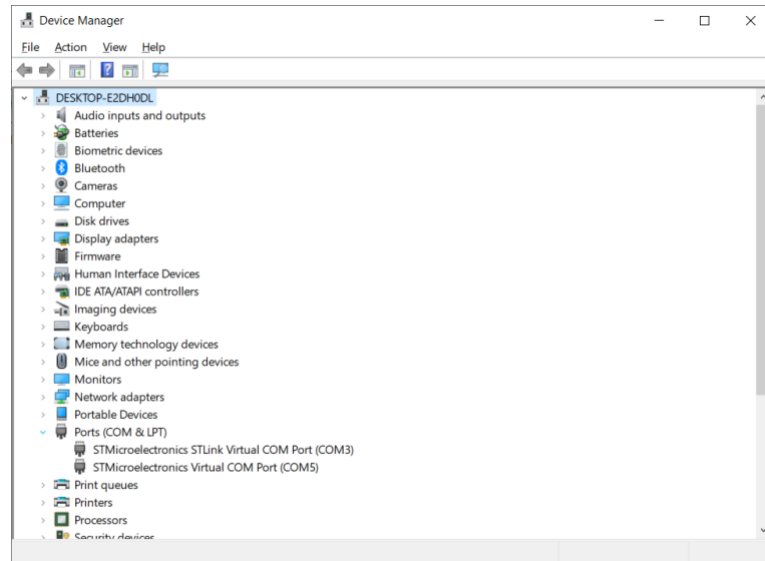 Device Manager
File Action View Help
DESKTOP-E2DH0DL
Audio inputs and outputs
Batteries
Biometric devices
Bluetooth
Cameras
Computer
Disk drives
Display adapters
Firmware
Human Interface Devices
IDE ATA/ATAPI controllers
Imaging devices
Keyboards
Memory technology devices
Mice and other pointing devices
Monitors
Network adapters
Portable Devices
Ports (COM & LPT)
STMicroelectronics STLink Virtual COM Port (COM3)
STMicroelectronics Virtual COM Port (COM5)
Print queues
Printers
Processors
Security devices